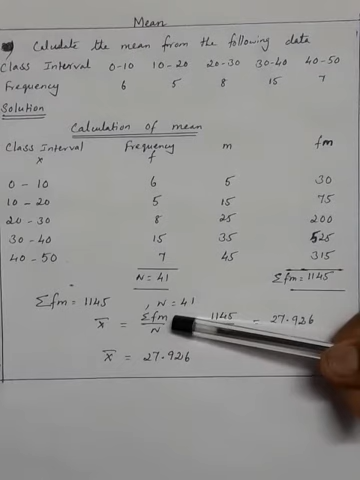 Mean
Calculate the mean from the following data
Class Interval 0-10 10-20 20-30 30-40 40-50
Frequency 6 5 8 15 7
Solution
Calculation of mean
Class Interval Frequency m fm
x f
0 - 10 6 5 30
10 - 20 5 15 75
20 - 30 8 25 200
30 - 40 15 35 525
40 - 50 7 45 315
N = 41 Σfm = 1145
Σfm = 1145 , N = 41
x̄ = Σfm/N 1145 = 27.926
x̄ = 27.926